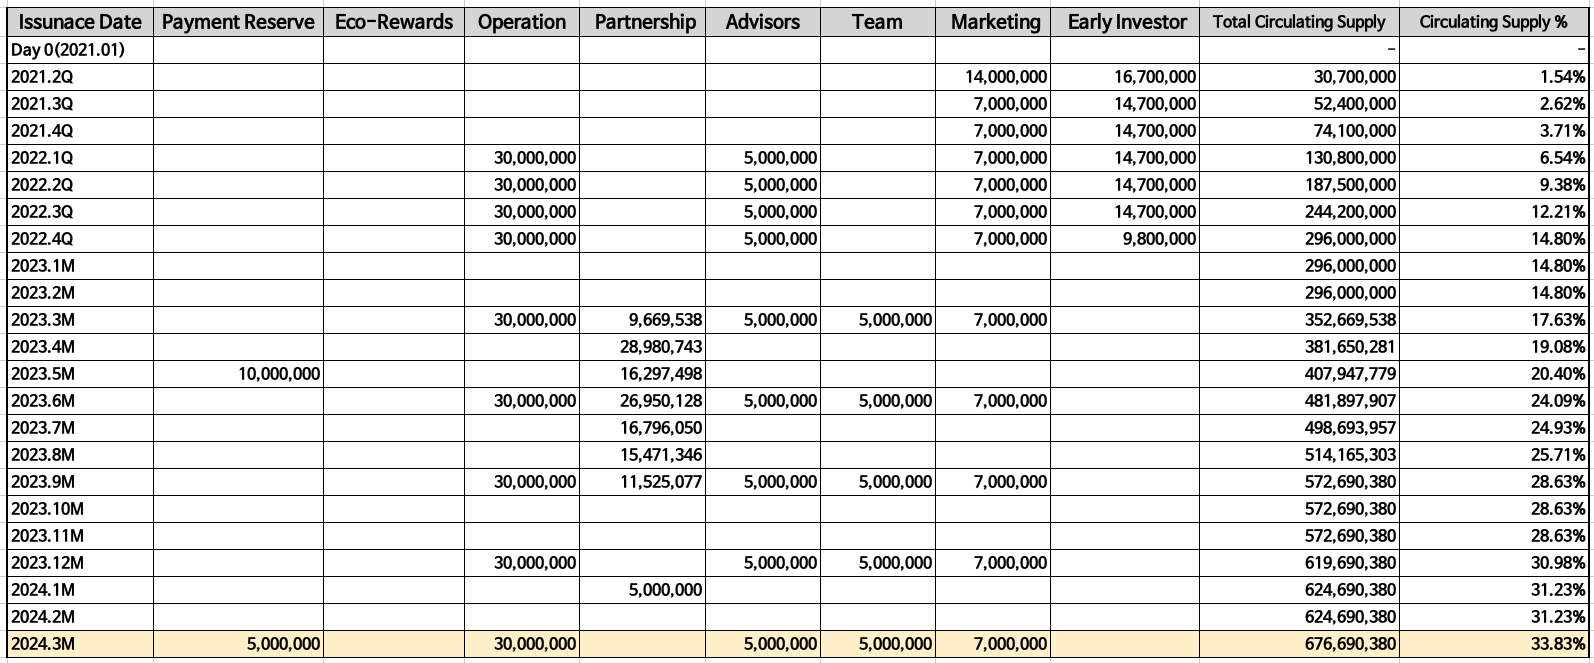 Issunace Date Payment Reserve Eco-Rewards Operation Partnership Advisors Team Marketing Early Investor Total Circulating Supply Circulating Supply %
Day 0(2021.01) – –
2021.2Q 14,000,000 16,700,000 30,700,000 1.54%
2021.3Q 7,000,000 14,700,000 52,400,000 2.62%
2021.4Q 7,000,000 14,700,000 74,100,000 3.71%
2022.1Q 30,000,000 5,000,000 7,000,000 14,700,000 130,800,000 6.54%
2022.2Q 30,000,000 5,000,000 7,000,000 14,700,000 187,500,000 9.38%
2022.3Q 30,000,000 5,000,000 7,000,000 14,700,000 244,200,000 12.21%
2022.4Q 30,000,000 5,000,000 7,000,000 9,800,000 296,000,000 14.80%
2023.1M 296,000,000 14.80%
2023.2M 296,000,000 14.80%
2023.3M 30,000,000 9,669,538 5,000,000 5,000,000 7,000,000 352,669,538 17.63%
2023.4M 28,980,743 381,650,281 19.08%
2023.5M 10,000,000 16,297,498 407,947,779 20.40%
2023.6M 30,000,000 26,950,128 5,000,000 5,000,000 7,000,000 481,897,907 24.09%
2023.7M 16,796,050 498,693,957 24.93%
2023.8M 15,471,346 514,165,303 25.71%
2023.9M 30,000,000 11,525,077 5,000,000 5,000,000 7,000,000 572,690,380 28.63%
2023.10M 572,690,380 28.63%
2023.11M 572,690,380 28.63%
2023.12M 30,000,000 5,000,000 5,000,000 7,000,000 619,690,380 30.98%
2024.1M 5,000,000 624,690,380 31.23%
2024.2M 624,690,380 31.23%
2024.3M 5,000,000 30,000,000 5,000,000 5,000,000 7,000,000 676,690,380 33.83%